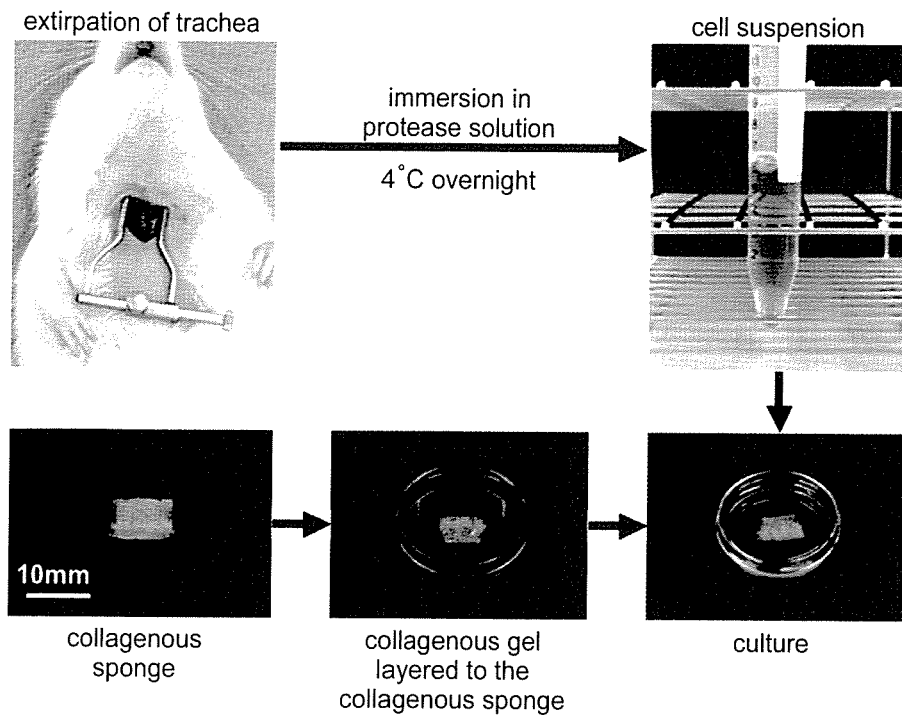 extirpation of trachea
cell suspension
immersion in
protease solution
4°C overnight
10mm
collagenous
sponge
collagenous gel
layered to the
collagenous sponge
culture